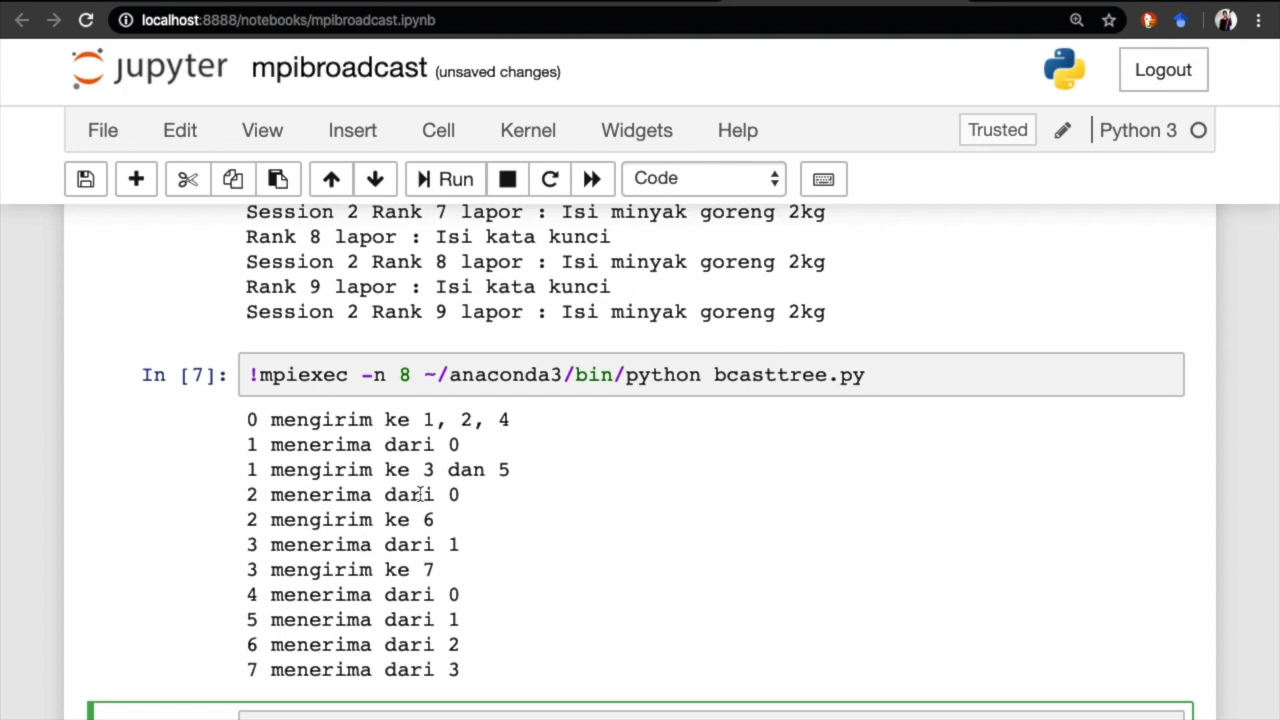 localhost:8888/notebooks/mpibroadcast.ipynb
jupyter mpibroadcast (unsaved changes) Logout
File Edit View Insert Cell Kernel Widgets Help Trusted Python 3
Run Code
Session 2 Rank 7 lapor : Isi minyak goreng 2kg
Rank 8 lapor : Isi kata kunci
Session 2 Rank 8 lapor : Isi minyak goreng 2kg
Rank 9 lapor : Isi kata kunci
Session 2 Rank 9 lapor : Isi minyak goreng 2kg
In [7]: !mpiexec -n 8 ~/anaconda3/bin/python bcasttree.py
0 mengirim ke 1, 2, 4
1 menerima dari 0
1 mengirim ke 3 dan 5
2 menerima dari 0
2 mengirim ke 6
3 menerima dari 1
3 mengirim ke 7
4 menerima dari 0
5 menerima dari 1
6 menerima dari 2
7 menerima dari 3